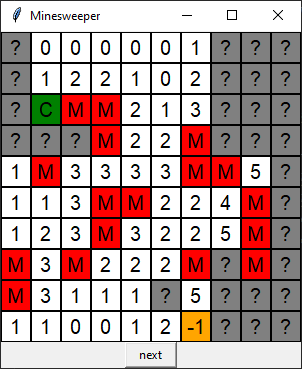 Minesweeper
? 0 0 0 0 0 1 ? ? ?
? 1 2 2 1 0 2 ? ? ?
? C M M 2 1 3 ? ? ?
? ? ? M 2 2 M ? ? ?
1 M 3 3 3 3 M M 5 ?
1 1 3 M M 2 2 4 M ?
1 2 3 M 3 2 2 5 M ?
M 3 M 2 2 2 M ? M ?
M 3 1 1 1 ? 5 ? ? ?
1 1 0 0 1 2 -1 ? ? ?
next